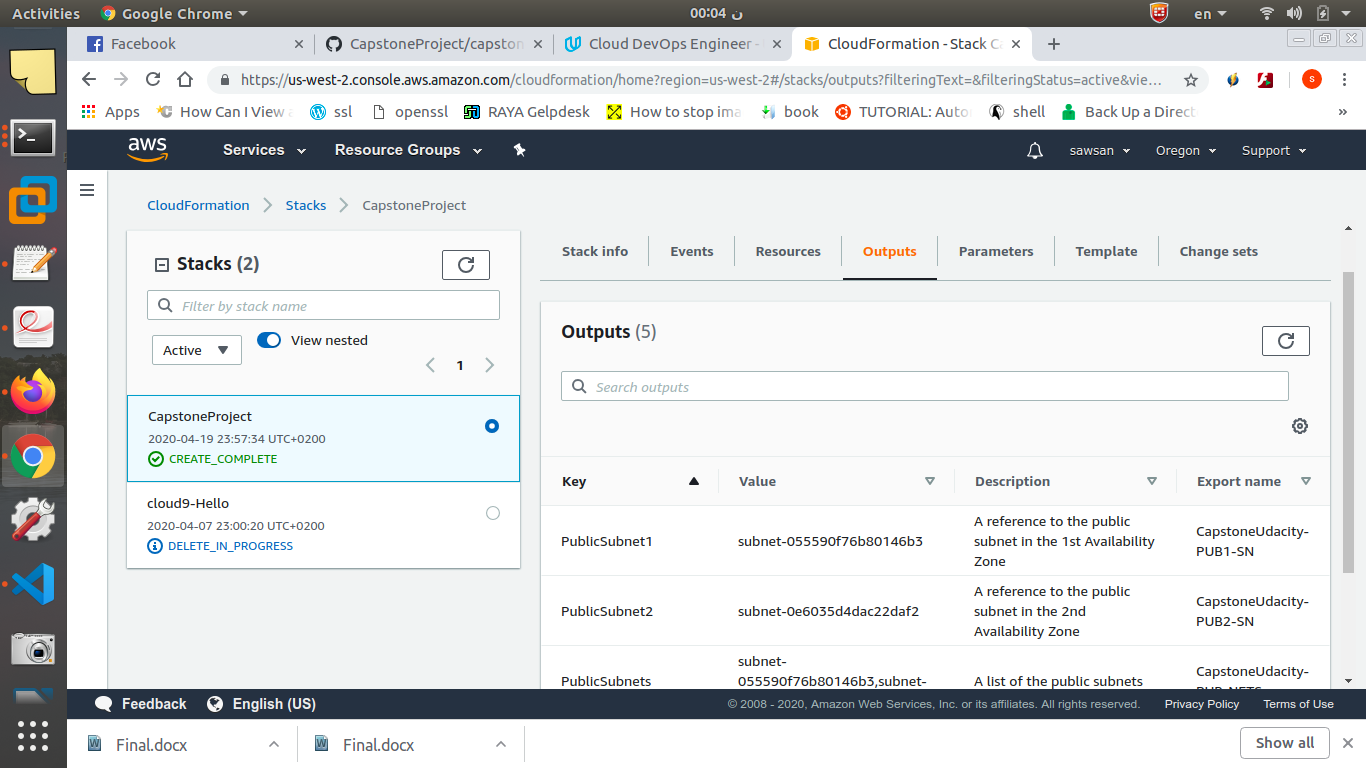 Activities
Google Chrome
00:04 ن
en
Facebook
CapstoneProject/capston
Cloud DevOps Engineer -
CloudFormation - Stack Ca
https://us-west-2.console.aws.amazon.com/cloudformation/home?region=us-west-2#/stacks/outputs?filteringText=&filteringStatus=active&vie…
S
Apps
How Can I View a
ssl
openssl
RAYA Gelpdesk
How to stop ima
book
TUTORIAL: Auto
shell
Back Up a Direct
»
aws
Services
Resource Groups
sawsan
Oregon
Support
CloudFormation
Stacks
CapstoneProject
Stacks (2)
Filter by stack name
Active
View nested
1
CapstoneProject
2020-04-19 23:57:34 UTC+0200
CREATE_COMPLETE
cloud9-Hello
2020-04-07 23:00:20 UTC+0200
DELETE_IN_PROGRESS
Stack info
Events
Resources
Outputs
Parameters
Template
Change sets
Outputs (5)
Search outputs
Key
Value
Description
Export name
PublicSubnet1
subnet-055590f76b80146b3
A reference to the public
subnet in the 1st Availability
Zone
CapstoneUdacity-
PUB1-SN
PublicSubnet2
subnet-0e6035d4dac22daf2
A reference to the public
subnet in the 2nd
Availability Zone
CapstoneUdacity-
PUB2-SN
PublicSubnets
subnet-
055590f76b80146b3,subnet-
A list of the public subnets
CapstoneUdacity-
Feedback
English (US)
© 2008 - 2020, Amazon Web Services, Inc. or its affiliates. All rights reserved.
Privacy Policy
Terms of Use
Final.docx
Final.docx
Show all